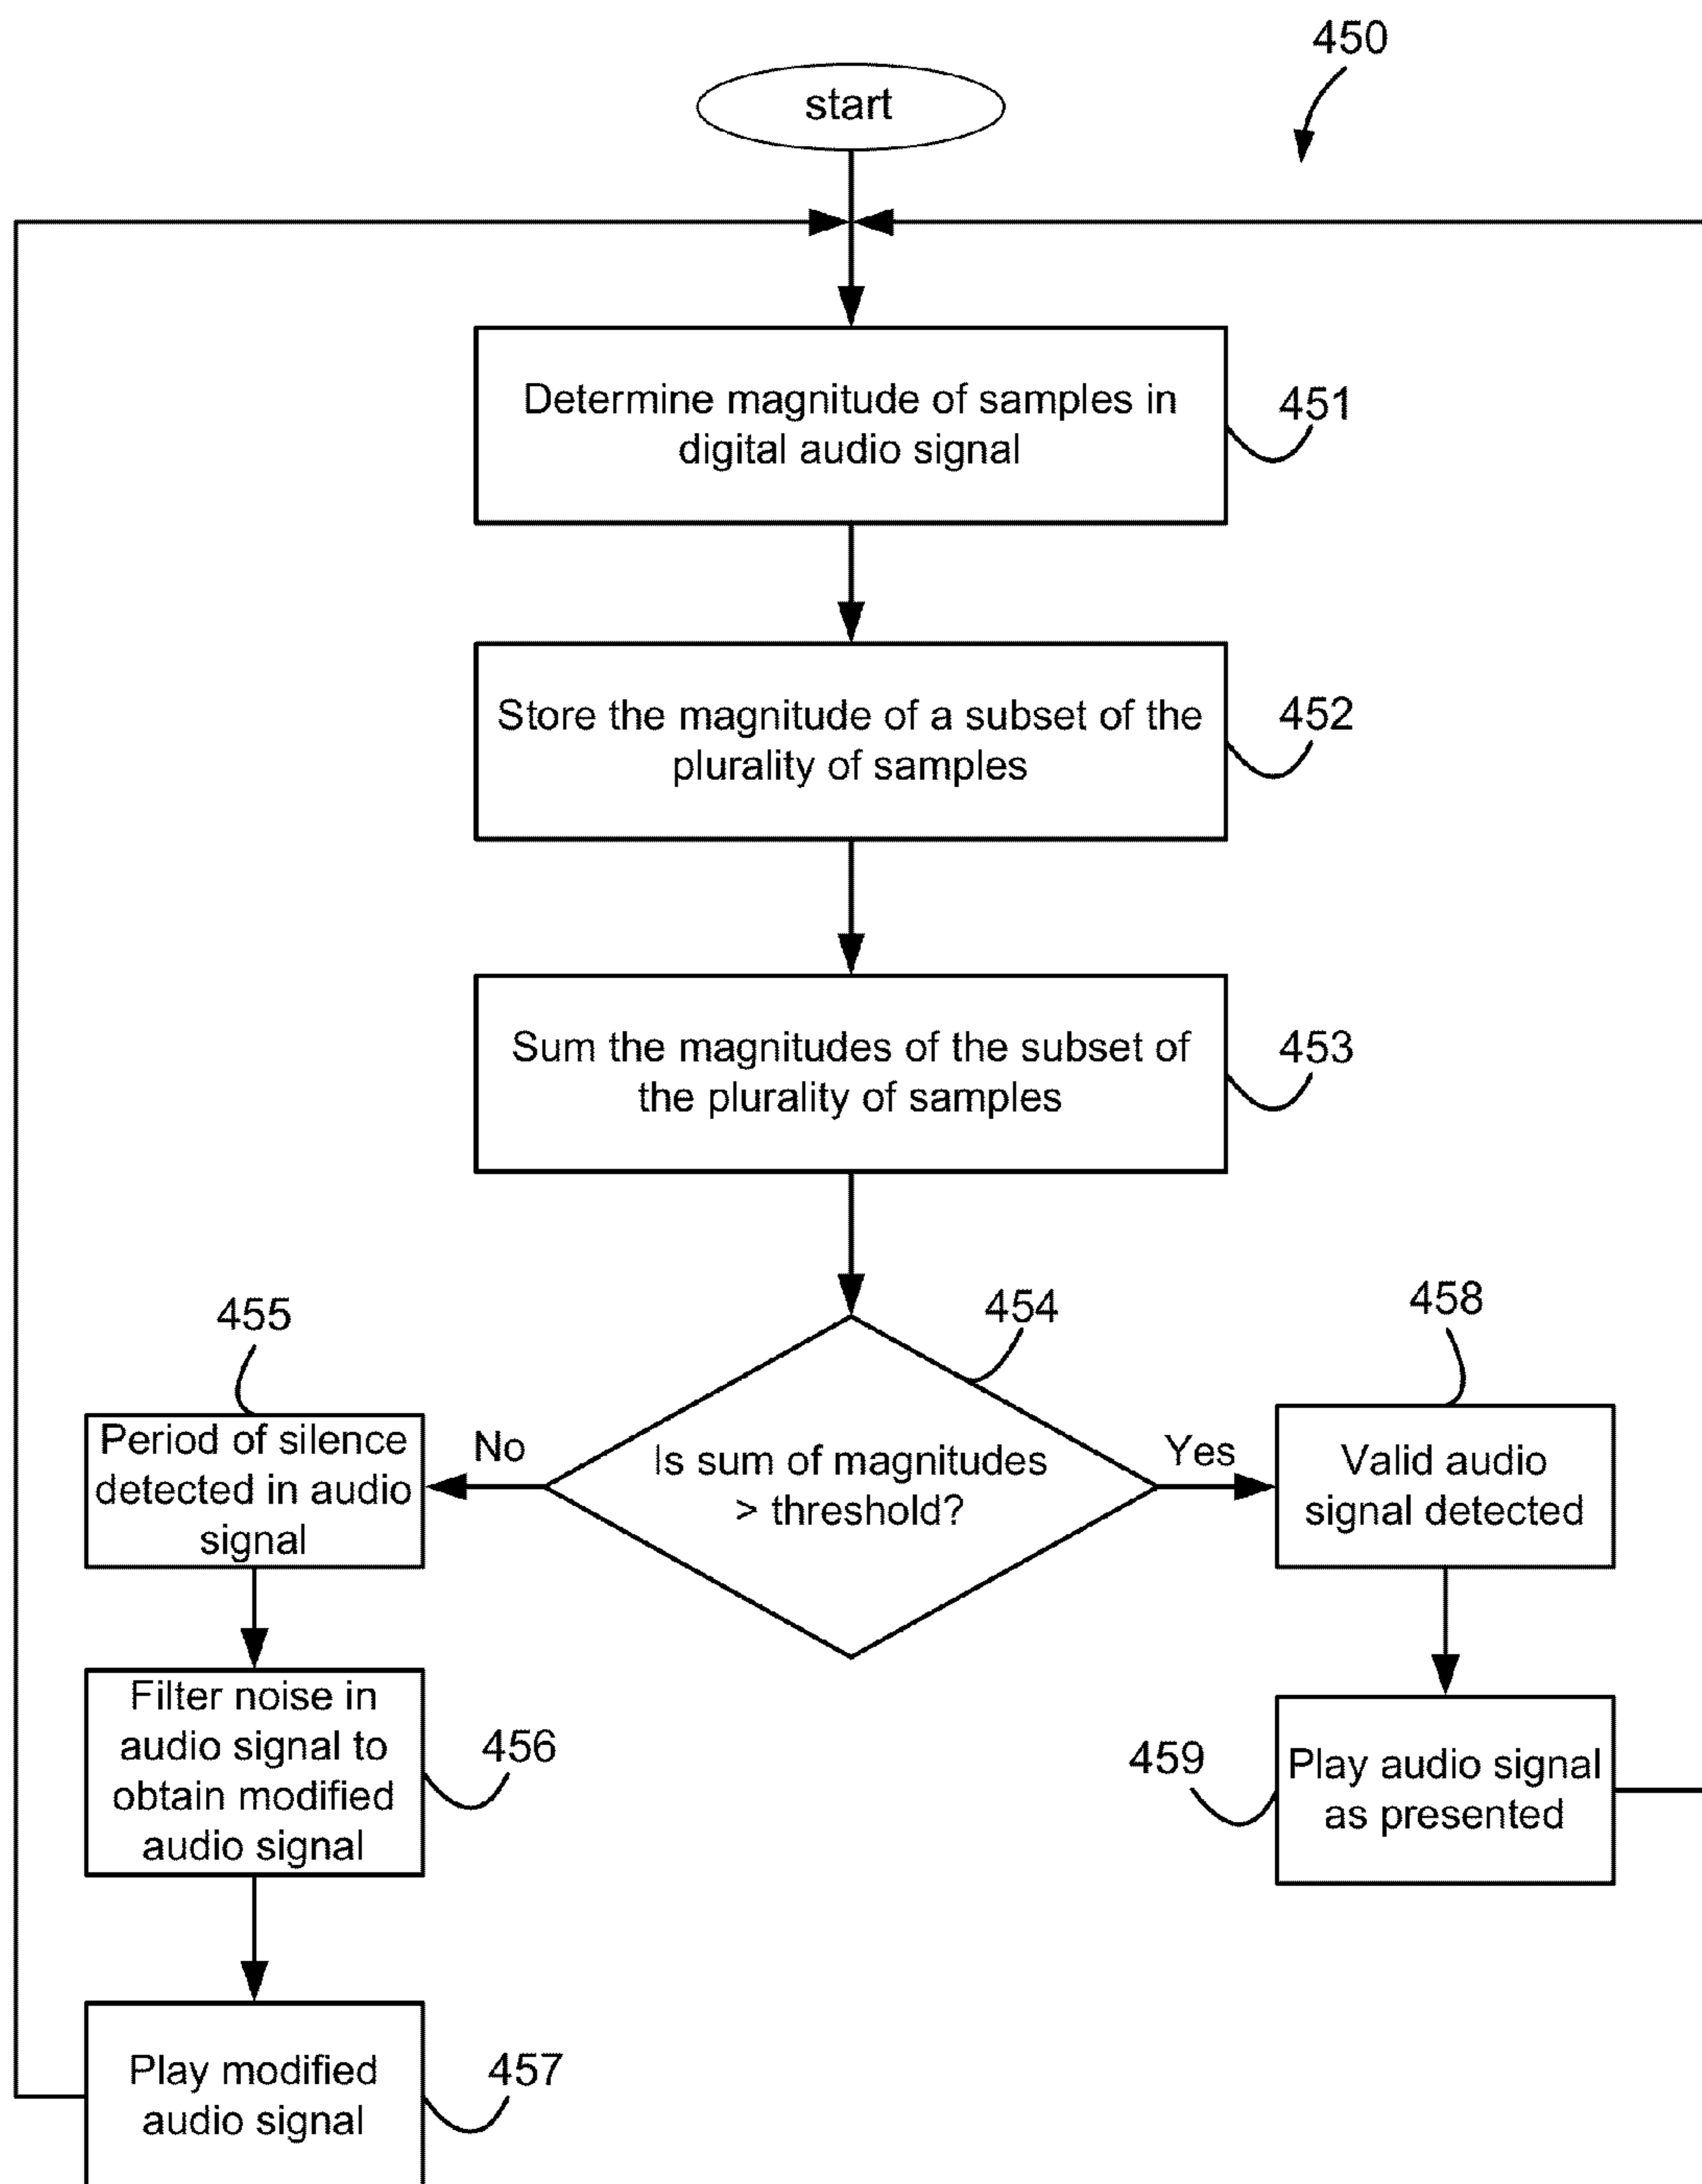 450
start
Determine magnitude of samples in
digital audio signal
451
Store the magnitude of a subset of the
plurality of samples
452
Sum the magnitudes of the subset of
the plurality of samples
453
454
Is sum of magnitudes
> threshold?
No
455
Period of silence
detected in audio
signal
Filter noise in
audio signal to
obtain modified
audio signal
456
Play modified
audio signal
457
Yes
458
Valid audio
signal detected
459
Play audio signal
as presented